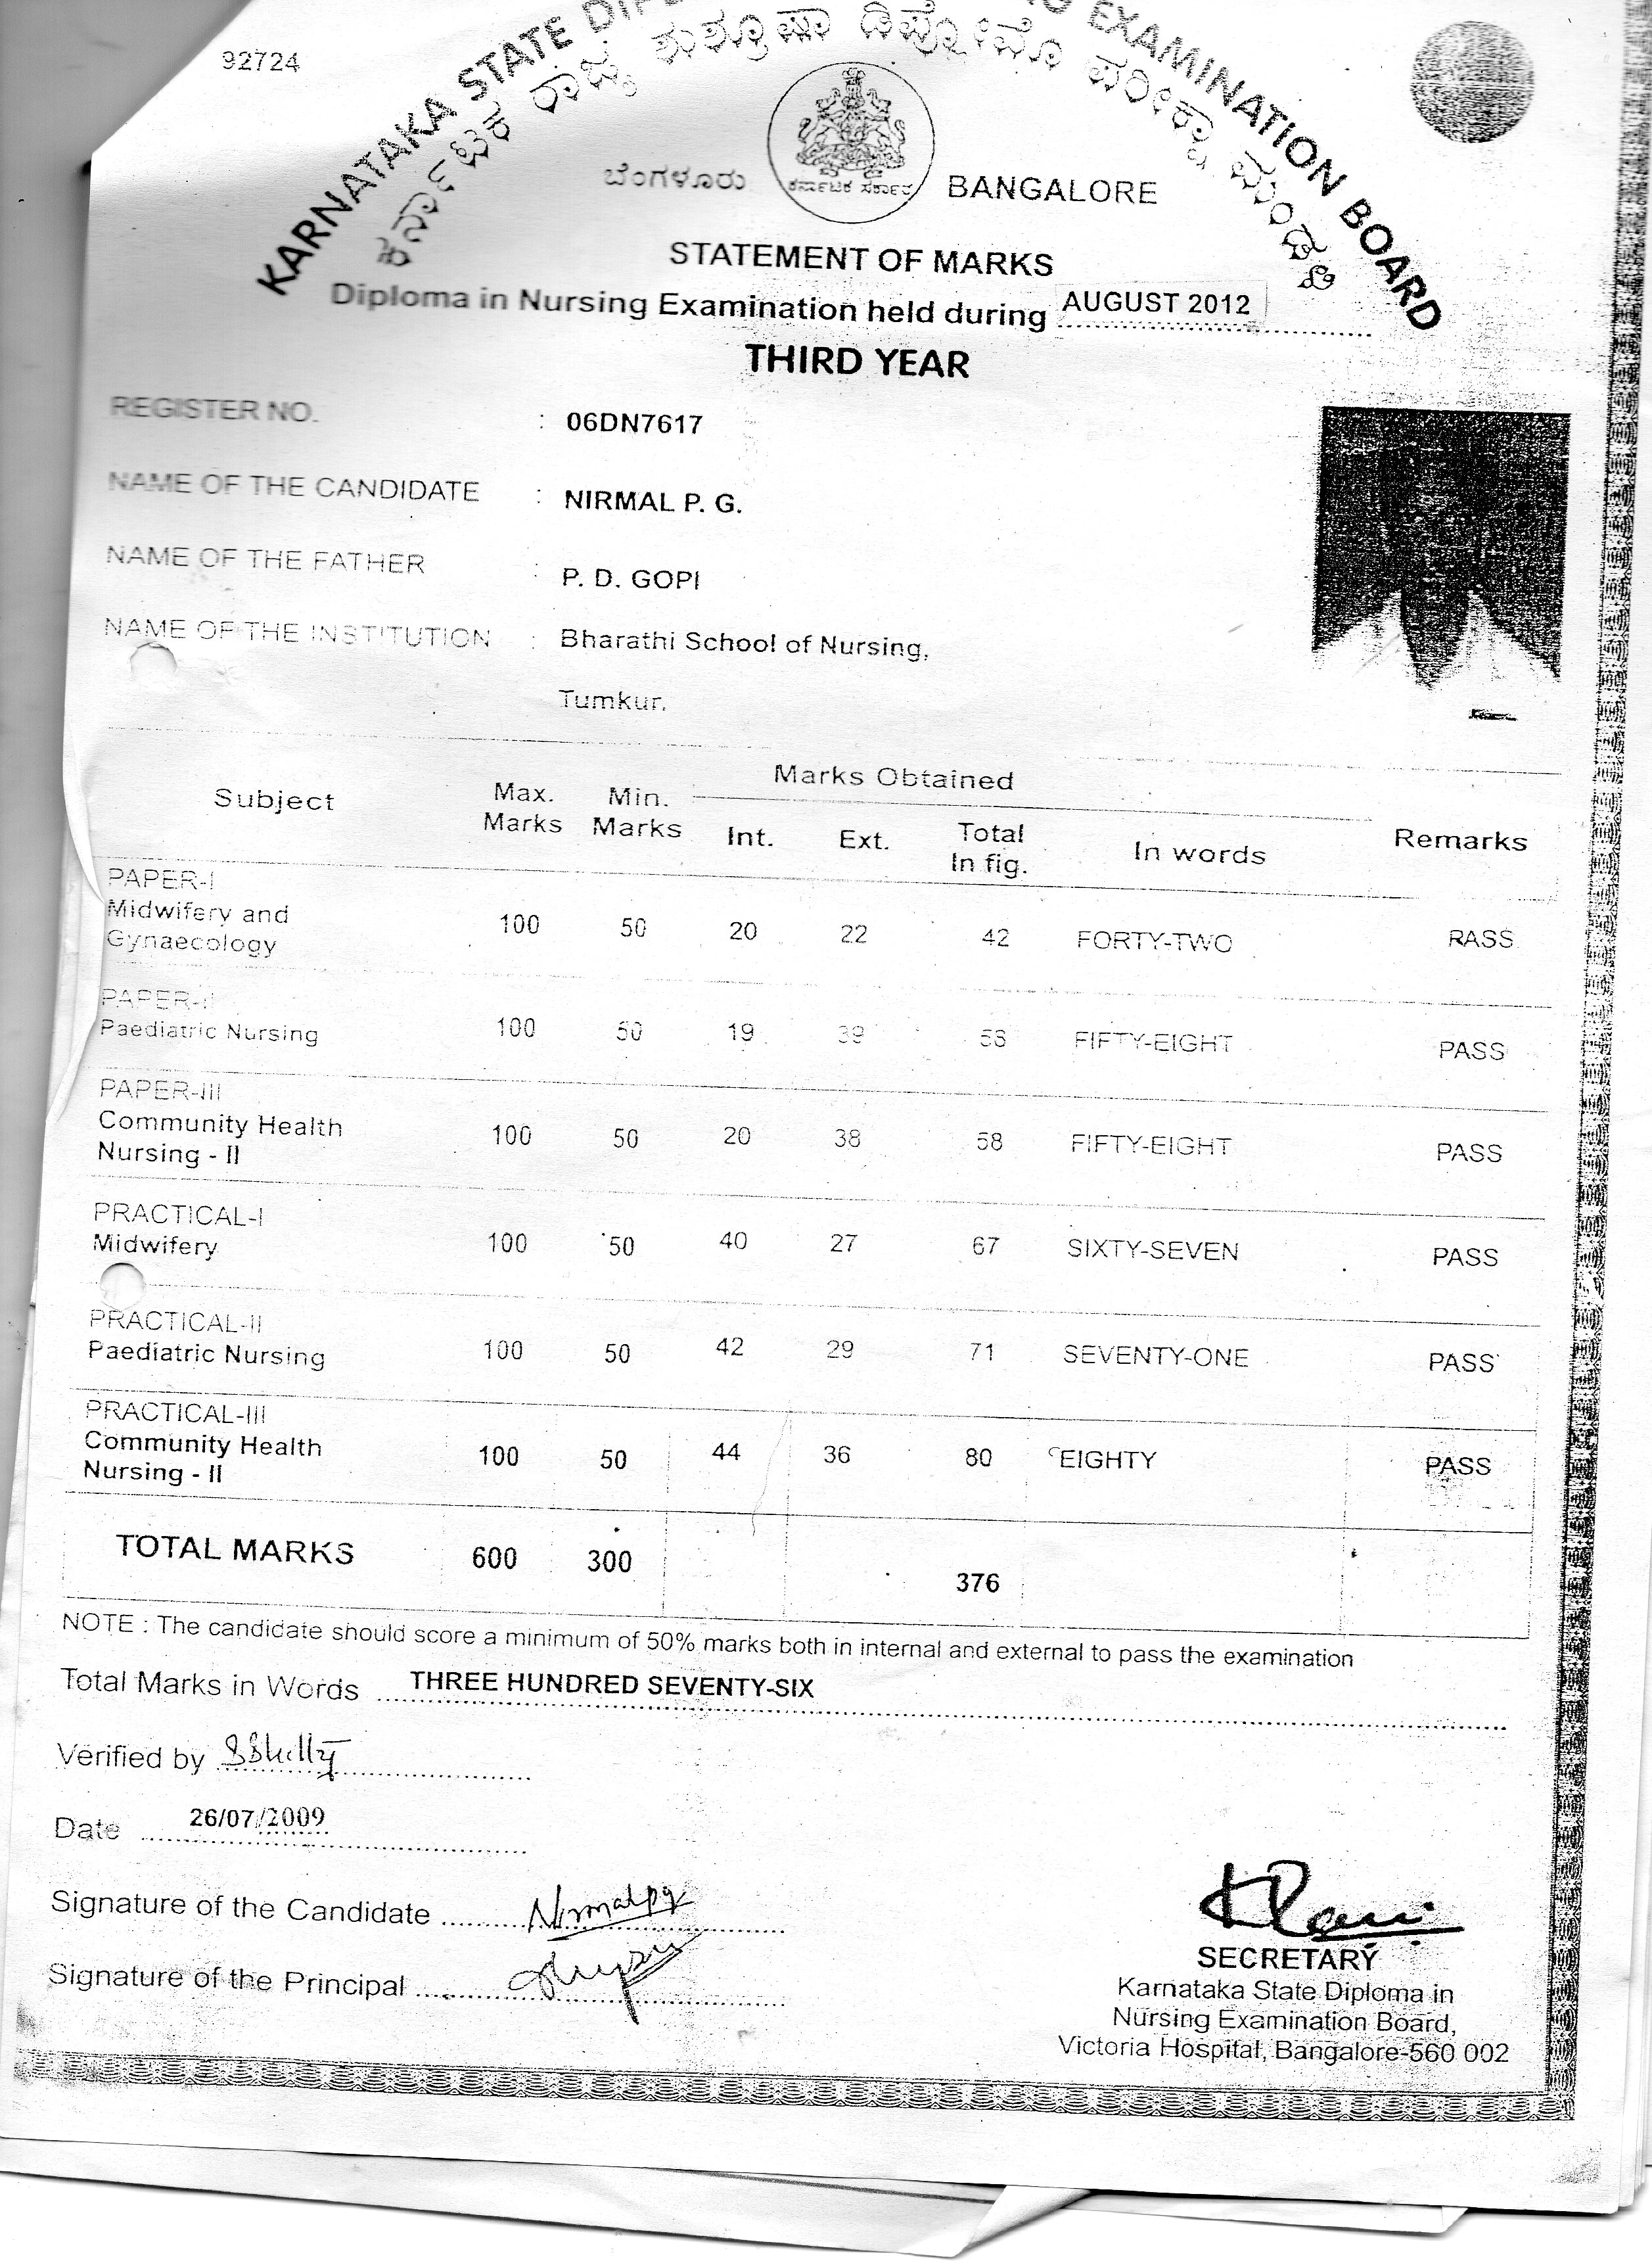 92724
KARNATAKA STATE EXAMINATION BOARD
ಕರ್ನಾಟಕ ರಾಜ್ಯ ಶುಶ್ರೂಷಾ ಡಿಪ್ಲೋಮೊ ಪರೀಕ್ಷಾ ಮಂಡಳಿ
ಬೆಂಗಳೂರು ಕರ್ನಾಟಕ ಸರ್ಕಾರ BANGALORE
STATEMENT OF MARKS
Diploma in Nursing Examination held during AUGUST 2012
THIRD YEAR
REGISTER NO. : 06DN7617
NAME OF THE CANDIDATE : NIRMAL P. G.
NAME OF THE FATHER : P. D. GOPI
NAME OF THE INSTITUTION : Bharathi School of Nursing,
Tumkur.
Subject Max. Marks Min. Marks Marks Obtained Remarks
Int. Ext. Total In fig. In words
PAPER-I
Midwifery and
Gynaecology 100 50 20 22 42 FORTY-TWO RASS
PAPER-II
Paediatric Nursing 100 50 19 39 58 FIFTY-EIGHT PASS
PAPER-III
Community Health
Nursing - II 100 50 20 38 58 FIFTY-EIGHT PASS
PRACTICAL-I
Midwifery 100 50 40 27 67 SIXTY-SEVEN PASS
PRACTICAL-II
Paediatric Nursing 100 50 42 29 71 SEVENTY-ONE PASS
PRACTICAL-III
Community Health
Nursing - II 100 50 44 36 80 EIGHTY PASS
TOTAL MARKS 600 300 376
NOTE : The candidate should score a minimum of 50% marks both in internal and external to pass the examination
Total Marks in Words THREE HUNDRED SEVENTY-SIX
Verified by
Date 26/07/2009
Signature of the Candidate Nirmalpg
Signature of the Principal
SECRETARY
Karnataka State Diploma in
Nursing Examination Board,
Victoria Hospital, Bangalore-560 002